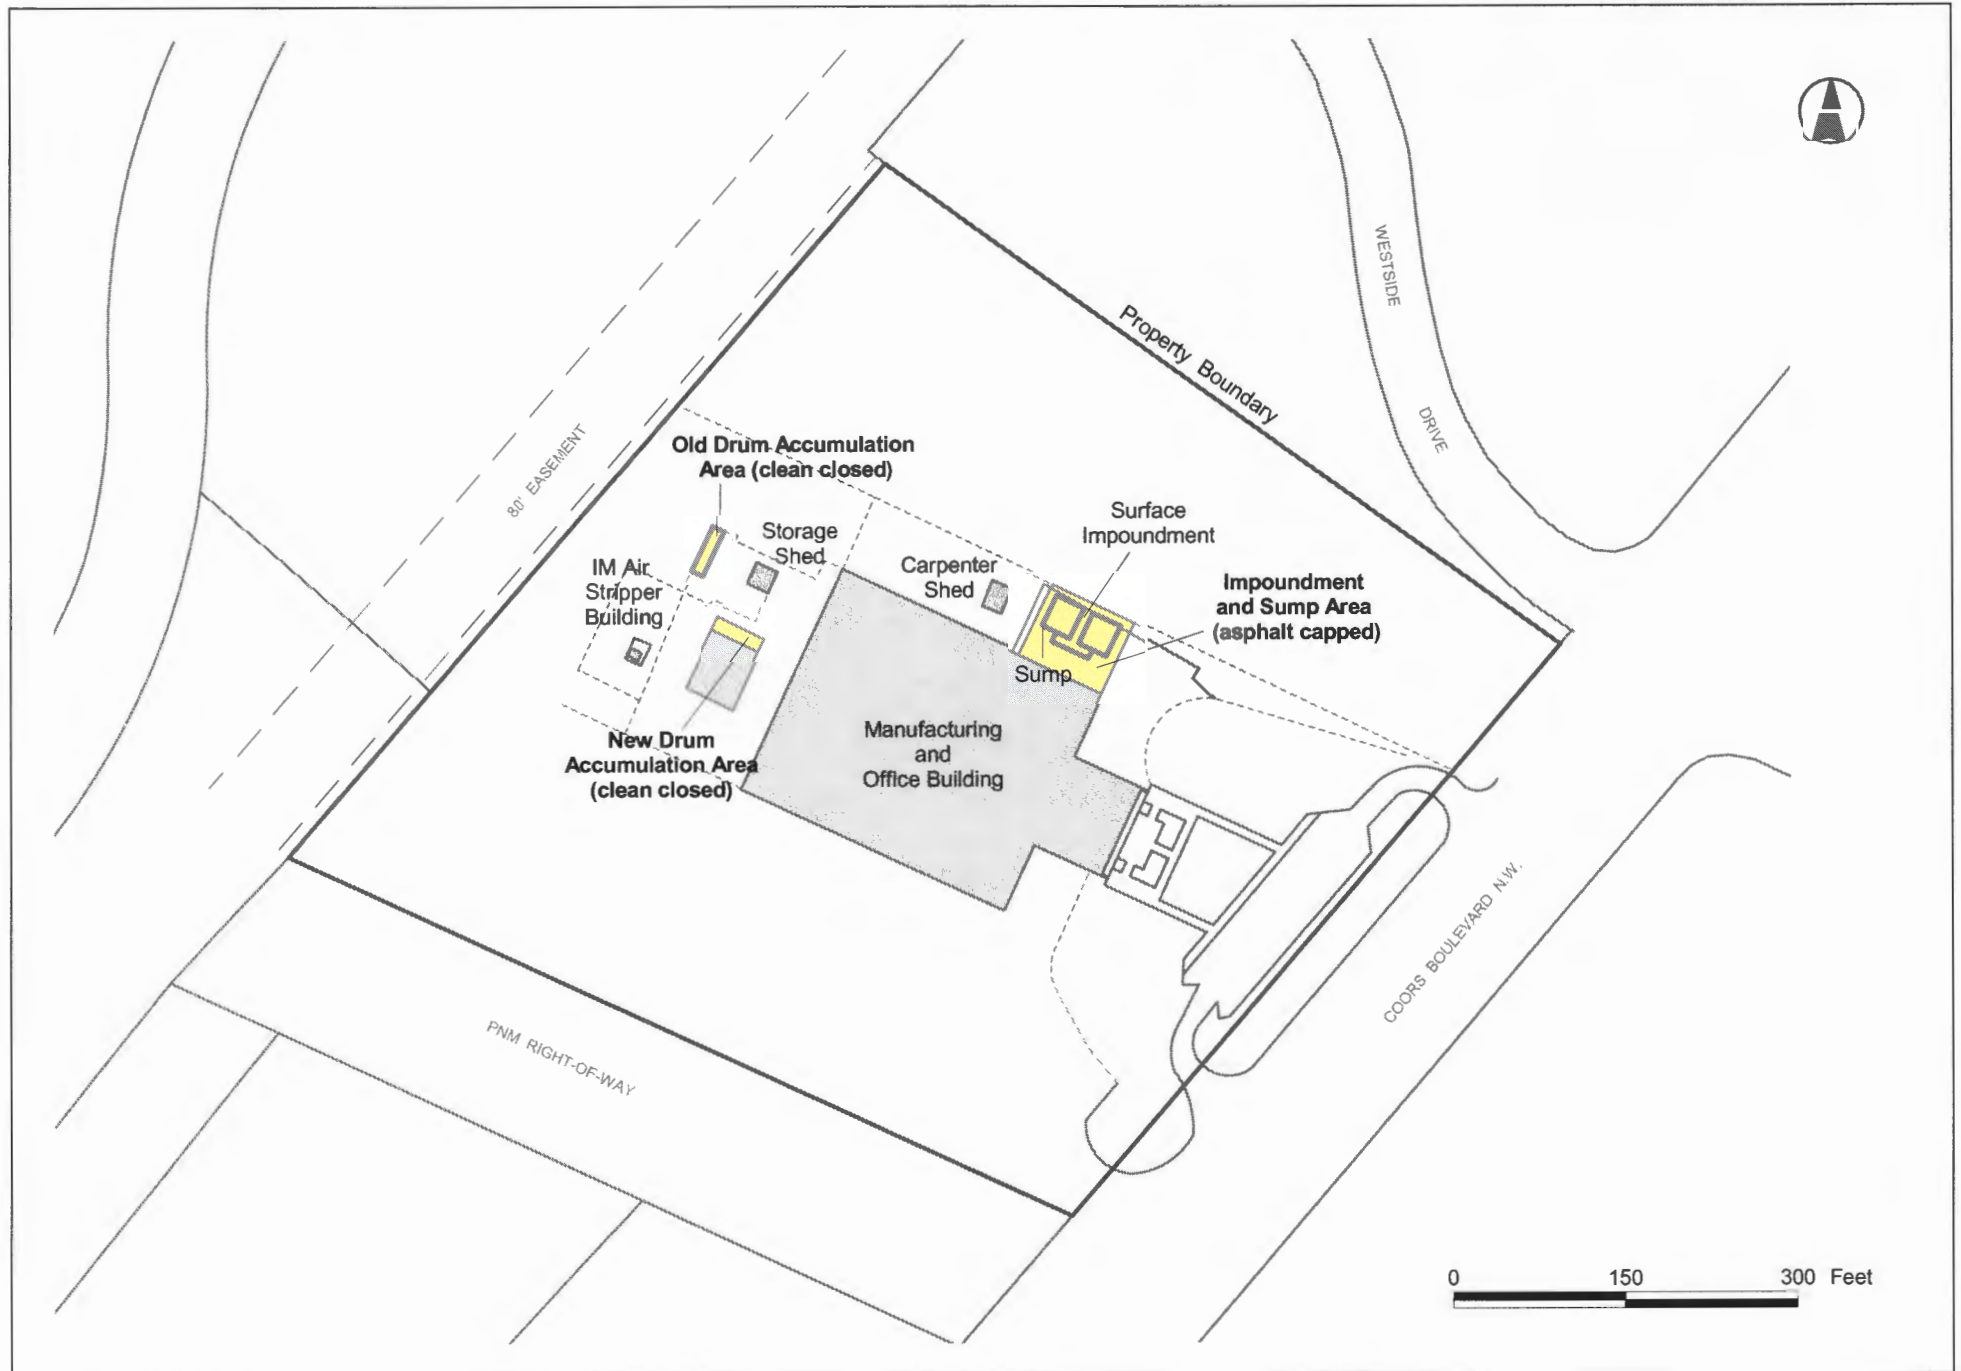 WESTSIDE
DRIVE
Property Boundary
80' EASEMENT
Old Drum Accumulation
Area (clean closed)
Storage
Shed
IM Air
Stripper
Building
Carpenter
Shed
Surface
Impoundment
Impoundment
and Sump Area
(asphalt capped)
Sump
New Drum
Accumulation Area
(clean closed)
Manufacturing
and
Office Building
COORS BOULEVARD N.W.
PNM RIGHT-OF-WAY
0 150 300 Feet